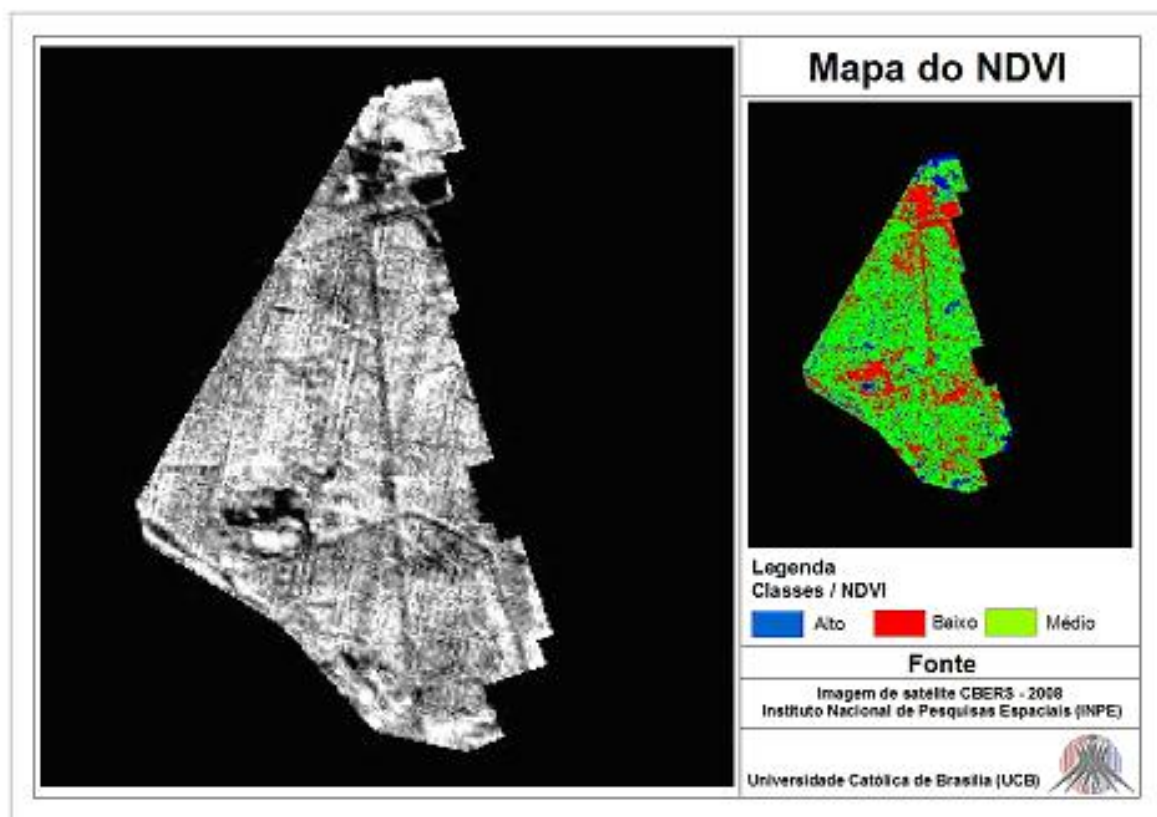 Mapa do NDVI
Legenda
Classes / NDVI
Alto
Baixo
Médio
Fonte
Imagem de satélite CBERS - 2008
Instituto Nacional de Pesquisas Espaciais (INPE)
Universidade Católica de Brasília (UCB)